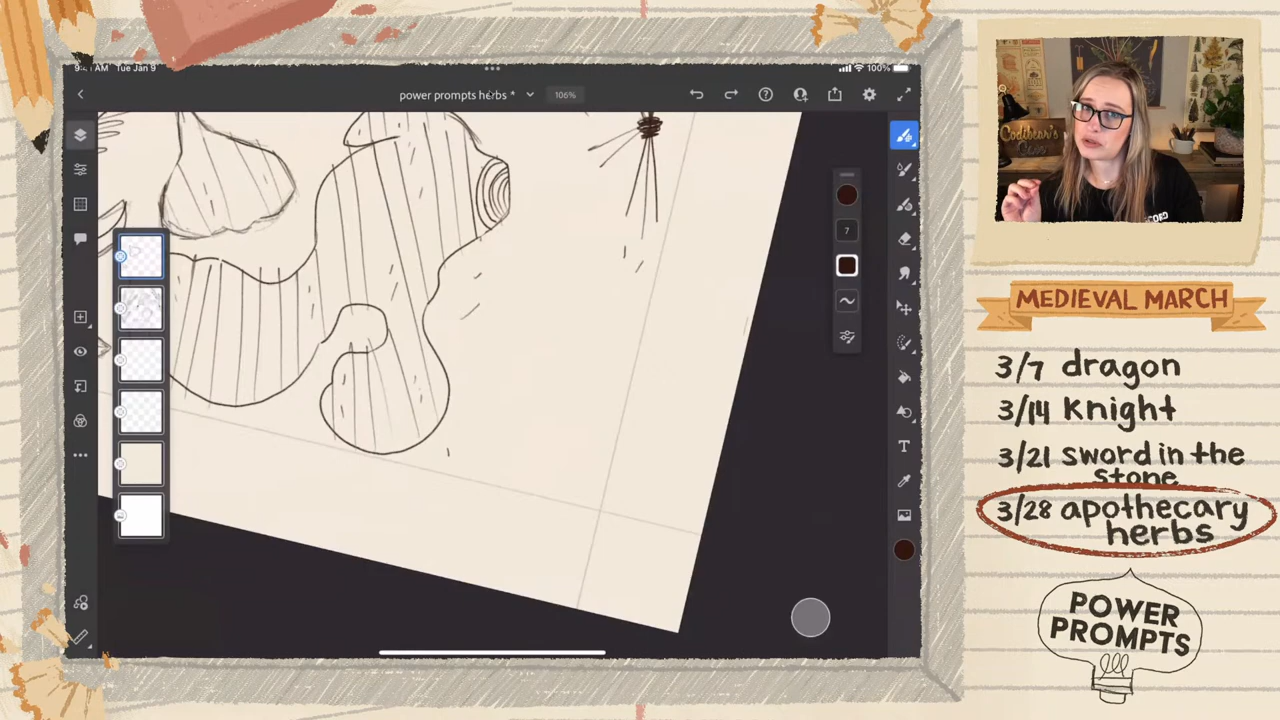 Tue Jan 9
100%
power prompts herbs *
106%
7
T
Codibear's
MEDIEVAL MARCH
3/7 dragon
3/14 Knight
3/21 sword in the
stone
3/28 apothecary
herbs
POWER
PROMPTS